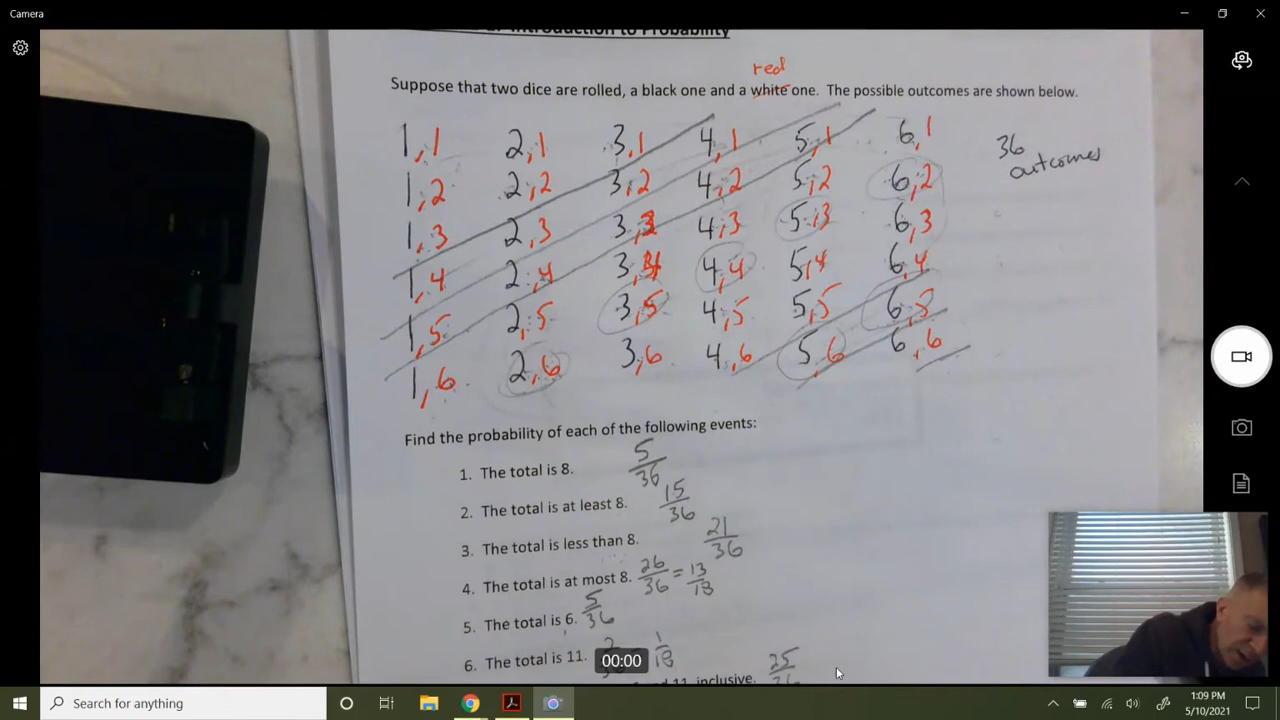 Camera
Introduction to Probability
red
Suppose that two dice are rolled, a black one and a white one. The possible outcomes are shown below.
1,1 2,1 3,1 4,1 5,1 6,1
36
outcomes
1,2 2,2 3,2 4,2 5,2 6,2
1,3 2,3 3,3 4,3 5,3 6,3
1,4 2,4 3,4 4,4 5,4 6,4
1,5 2,5 3,5 4,5 5,5 6,5
1,6 2,6 3,6 4,6 5,6 6,6
Find the probability of each of the following events:
1. The total is 8. 5/36
2. The total is at least 8. 15/36
3. The total is less than 8. 21/36
4. The total is at most 8. 26/36 = 13/18
5. The total is 6. 5/36
6. The total is 11. 1/18
00:00
11, inclusive. 25
Type here to search
1:09 PM
5/10/2021